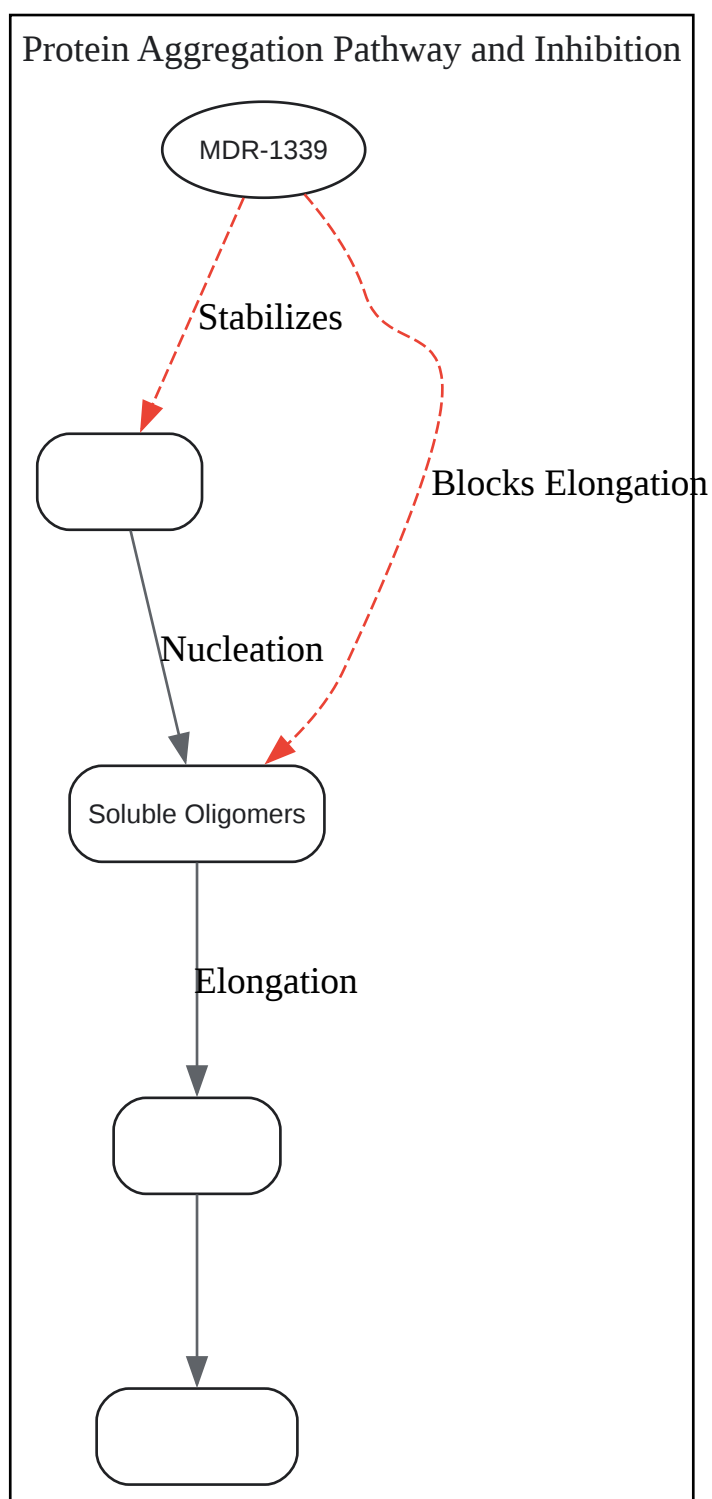 Protein Aggregation Pathway and Inhibition
MDR-1339
Stabilizes
Blocks Elongation
Nucleation
Soluble Oligomers
Elongation